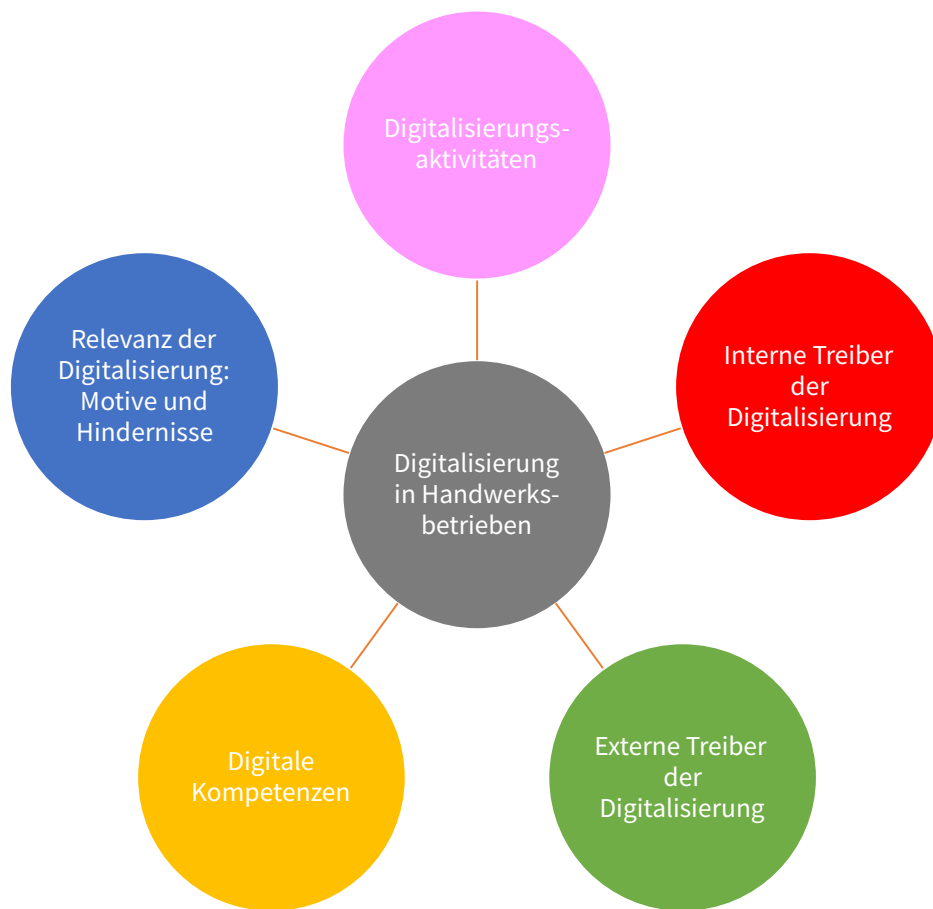 Digitalisierungs-
aktivitäten
Relevanz der
Digitalisierung:
Motive und
Hindernisse
Interne Treiber
der
Digitalisierung
Digitalisierung
in Handwerks-
betrieben
Digitale
Kompetenzen
Externe Treiber
der
Digitalisierung